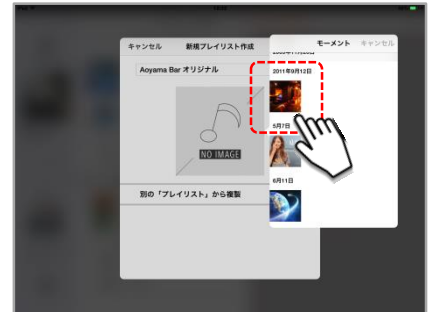 キャンセル 新規プレイリスト作成
Aoyama Bar オリジナル
NO IMAGE
別の「プレイリスト」から複製
モーメント キャンセル
2011年9月12日
5月7日
6月11日